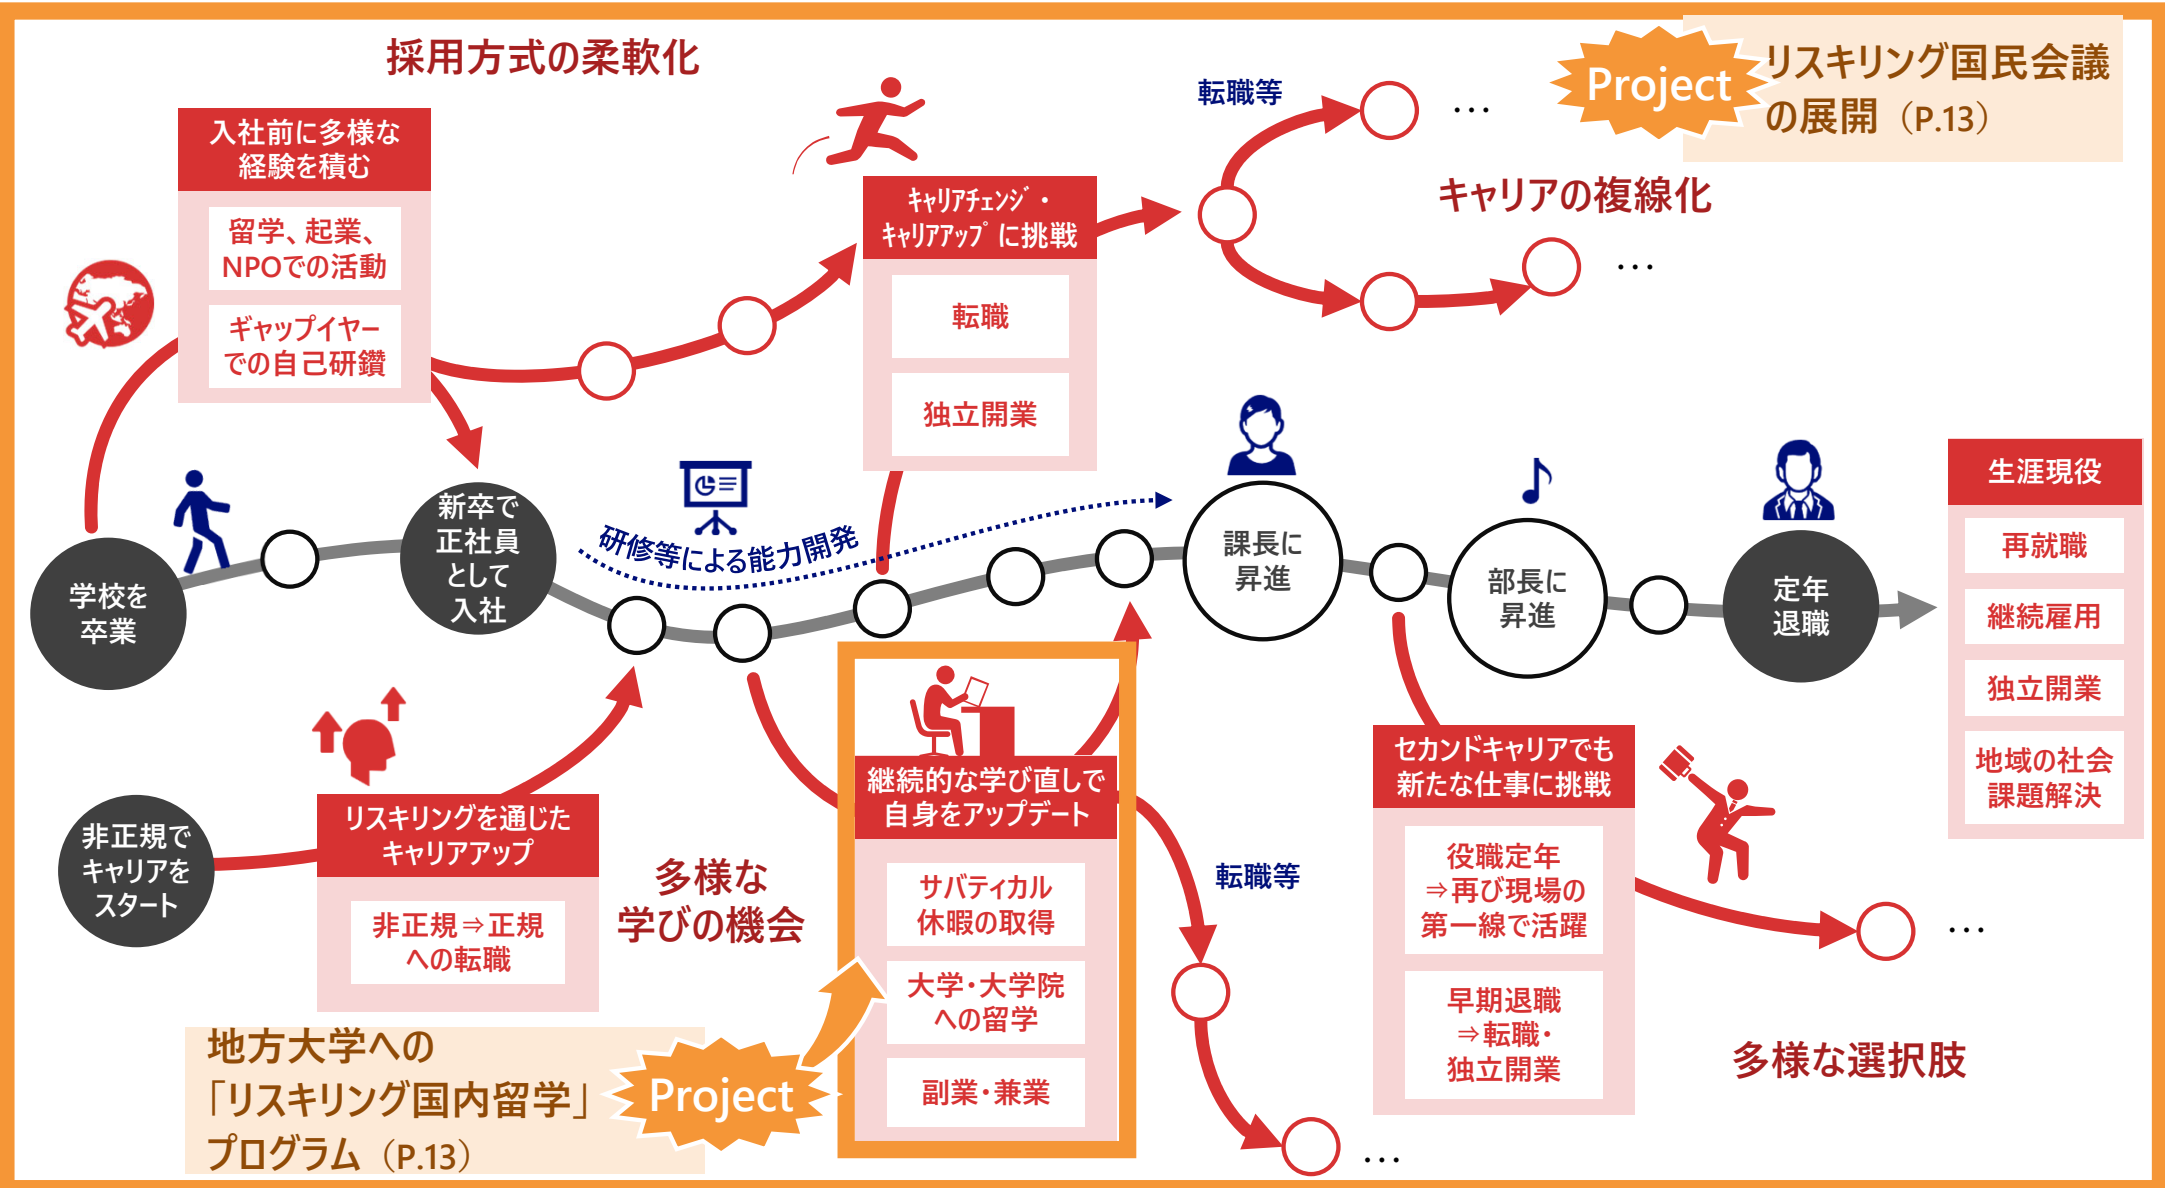 採用方式の柔軟化
Project
リスキリング国民会議
の展開（P.13）
転職等
…
入社前に多様な
経験を積む
留学、起業、
NPOでの活動
ギャップイヤー
での自己研鑽
キャリアチェンジ・
キャリアアップに挑戦
転職
独立開業
キャリアの複線化
…
学校を
卒業
新卒で
正社員
として
入社
研修等による能力開発
課長に
昇進
部長に
昇進
定年
退職
生涯現役
再就職
継続雇用
独立開業
地域の社会
課題解決
非正規で
キャリアを
スタート
リスキリングを通じた
キャリアアップ
非正規⇒正規
への転職
多様な
学びの機会
継続的な学び直しで
自身をアップデート
サバティカル
休暇の取得
大学・大学院
への留学
副業・兼業
転職等
…
セカンドキャリアでも
新たな仕事に挑戦
役職定年
⇒再び現場の
第一線で活躍
早期退職
⇒転職・
独立開業
…
多様な選択肢
地方大学への
「リスキリング国内留学」
プログラム（P.13）
Project